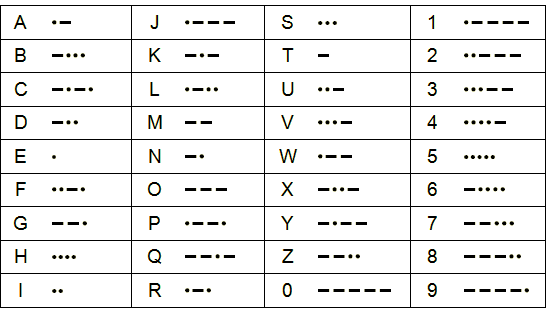 A •– J •––– S ••• 1 •––––
B –••• K –•– T – 2 ••–––
C –•–• L •–•• U ••– 3 •••––
D –•• M –– V •••– 4 ••••–
E • N –• W •–– 5 •••••
F ••–• O ––– X –••– 6 –••••
G ––• P •––• Y –•–– 7 ––•••
H •••• Q ––•– Z ––•• 8 –––••
I •• R •–• 0 ––––– 9 ––––•